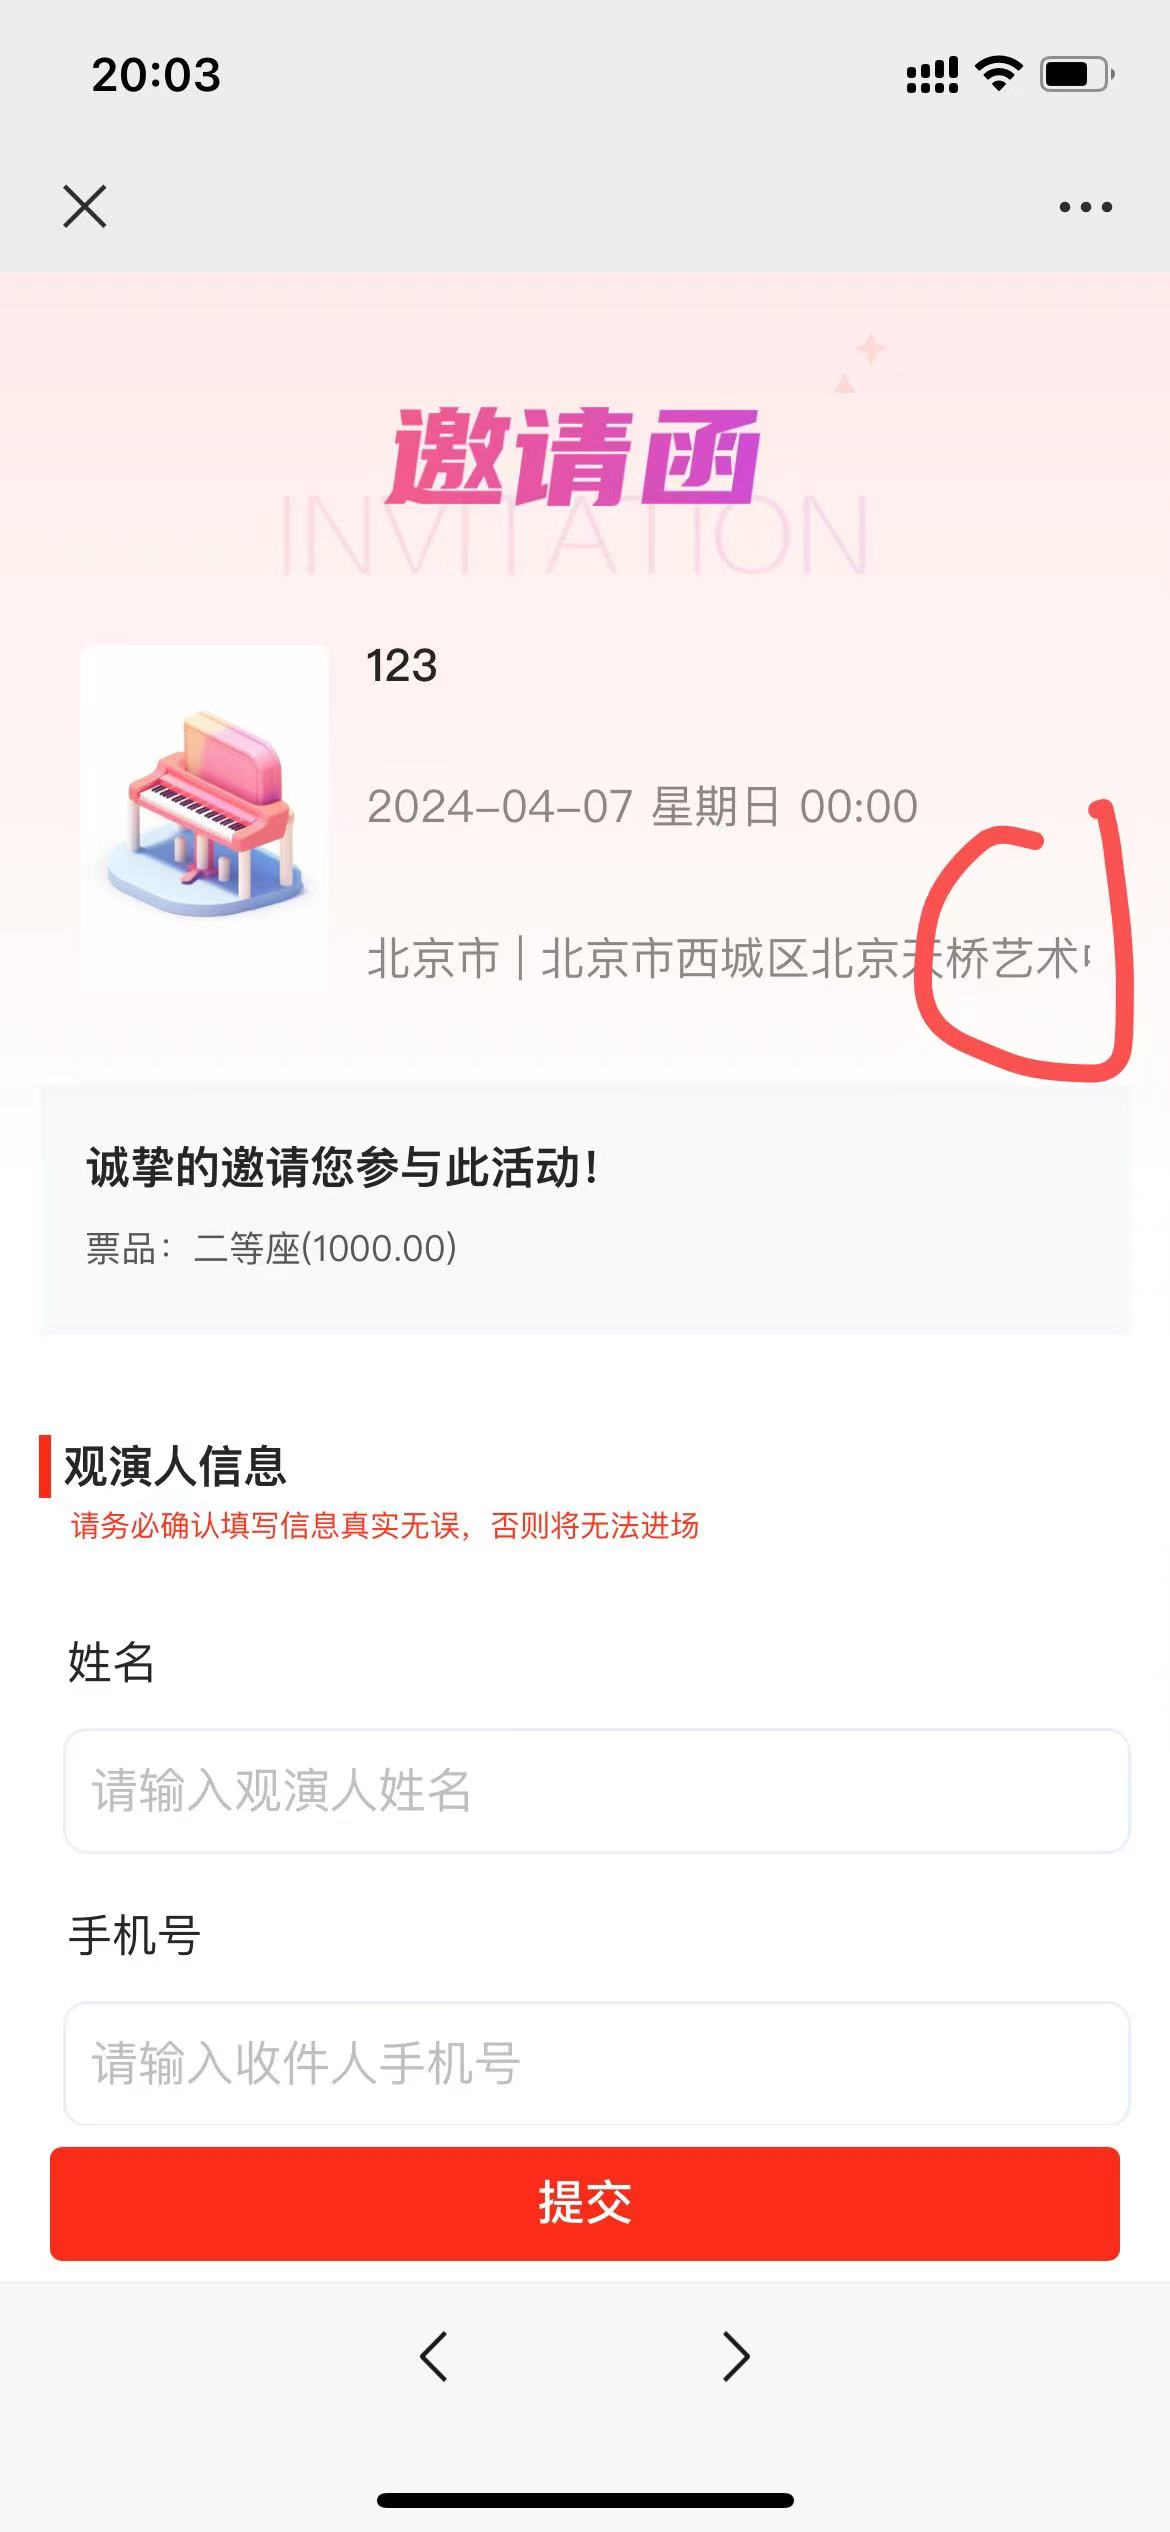 20:03
邀请函
INVITATION
123
2024-04-07 星期日 00:00
北京市 | 北京市西城区北京天桥艺术
诚挚的邀请您参与此活动!
票品：二等座(1000.00)
观演人信息
请务必确认填写信息真实无误，否则将无法进场
姓名
请输入观演人姓名
手机号
请输入收件人手机号
提交